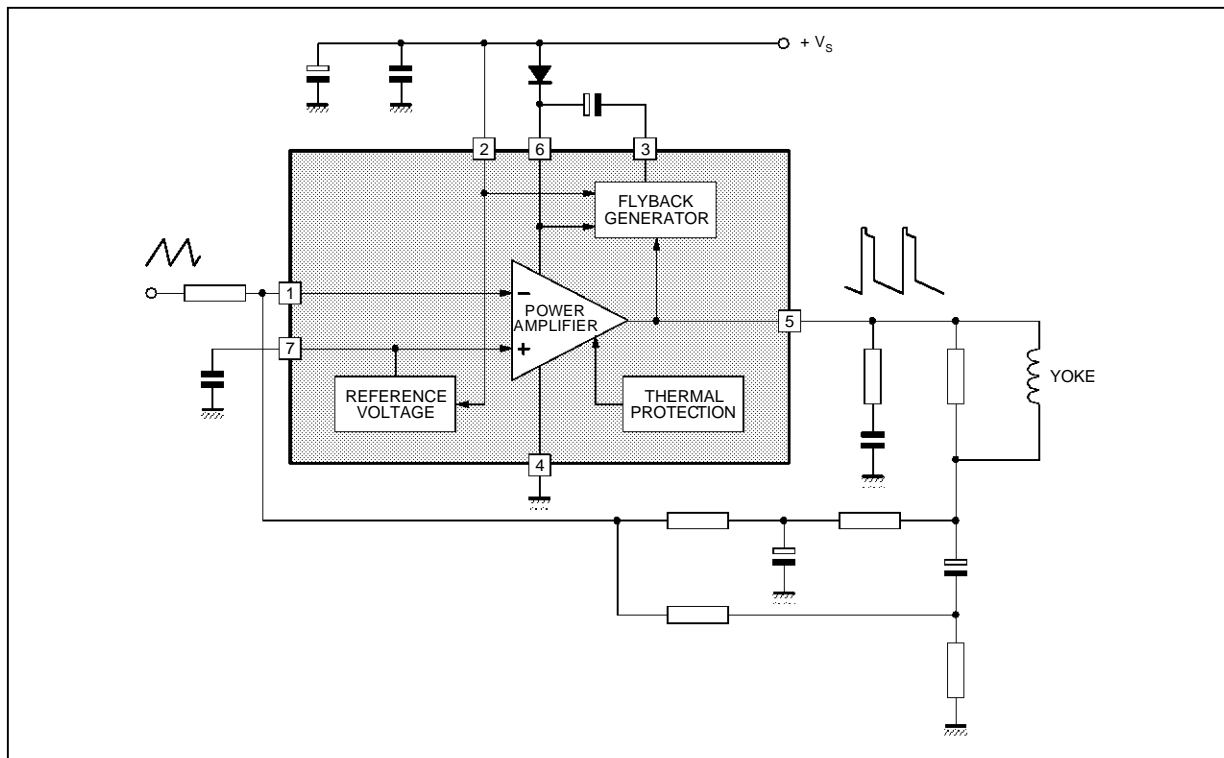 + VS
2
6
3
FLYBACK
GENERATOR
1
−
POWER
AMPLIFIER
5
7
+
YOKE
REFERENCE
VOLTAGE
THERMAL
PROTECTION
4